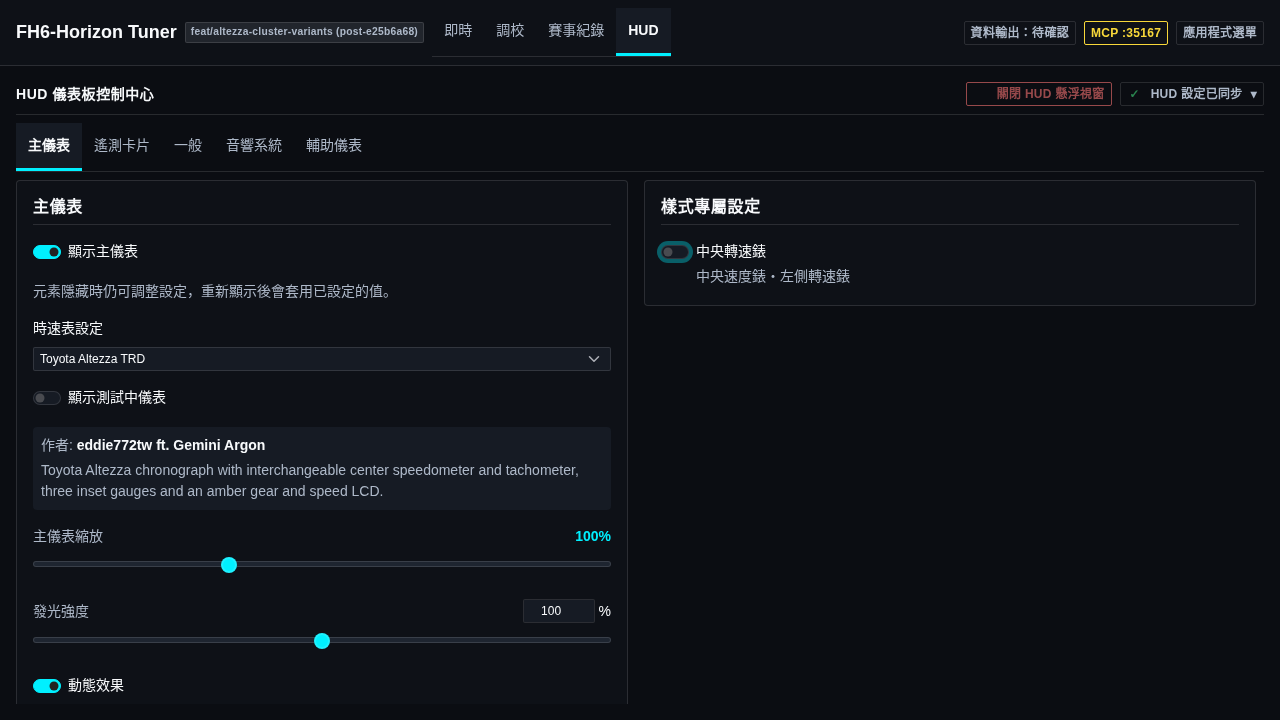 FH6-Horizon Tuner
feat/altezza-cluster-variants (post-e25b6a68)
即時
調校
賽事紀錄
HUD
資料輸出：待確認
MCP :35167
應用程式選單
HUD 儀表板控制中心
關閉 HUD 懸浮視窗
✓ HUD 設定已同步 ▾
主儀表
遙測卡片
一般
音響系統
輔助儀表
主儀表
顯示主儀表
元素隱藏時仍可調整設定，重新顯示後會套用已設定的值。
時速表設定
Toyota Altezza TRD
顯示測試中儀表
作者: eddie772tw ft. Gemini Argon
Toyota Altezza chronograph with interchangeable center speedometer and tachometer,
three inset gauges and an amber gear and speed LCD.
主儀表縮放
100%
發光強度
100 %
動態效果
樣式專屬設定
中央轉速錶
中央速度錶・左側轉速錶